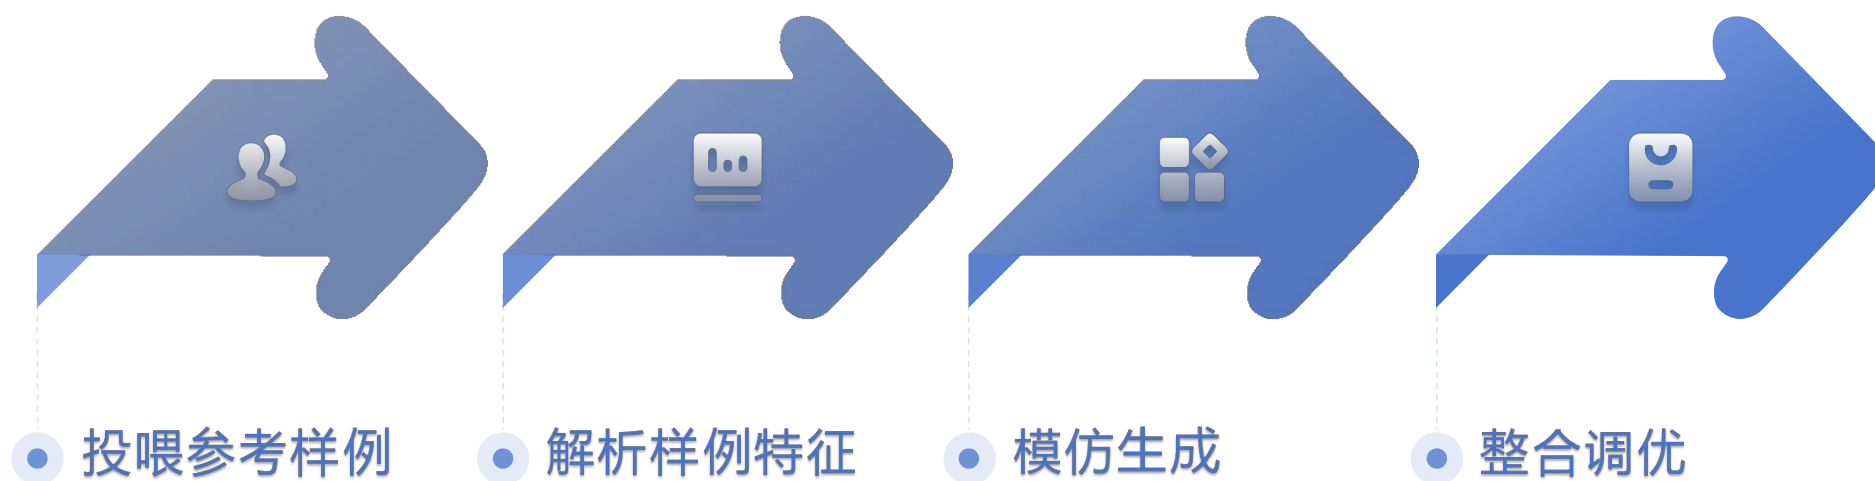 投喂参考样例
解析样例特征
模仿生成
整合调优